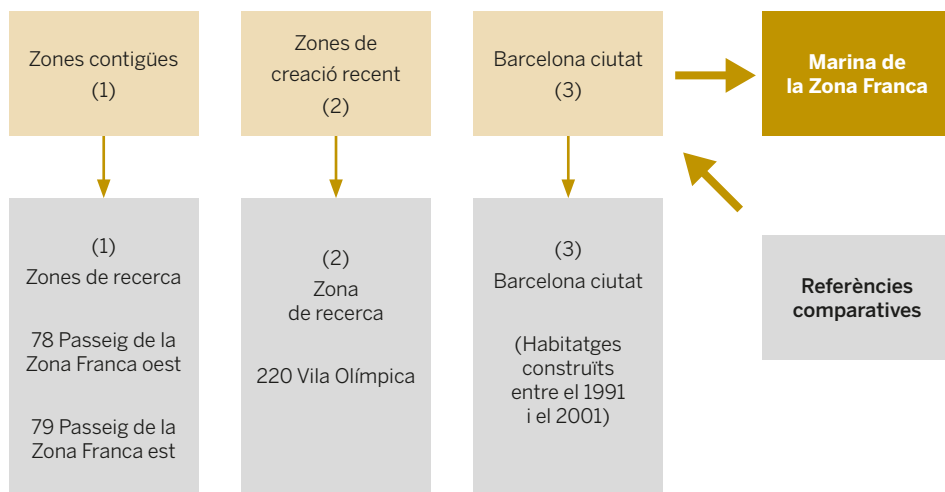 Zones contigües
(1)
Zones de
creació recent
(2)
Barcelona ciutat
(3)
Marina de
la Zona Franca
(1)
Zones de recerca
78 Passeig de la
Zona Franca oest
79 Passeig de la
Zona Franca est
(2)
Zona
de recerca
220 Vila Olímpica
(3)
Barcelona ciutat
(Habitatges
construïts
entre el 1991
i el 2001)
Referències
comparatives